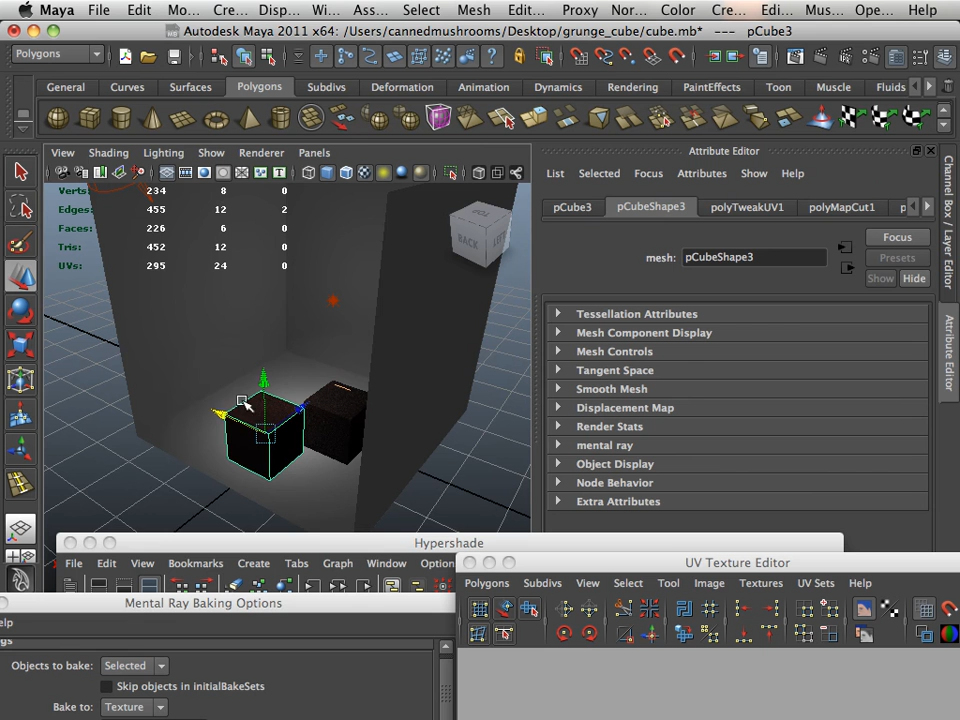 Maya File Edit Mo... Cre... Disp... Wi... Ass... Select Mesh Edit... Proxy Nor... Color Cre... Edi... Mus... Ope... Help
Autodesk Maya 2011 x64: /Users/cannedmushrooms/Desktop/grunge_cube/cube.mb* --- pCube3
Polygons
General Curves Surfaces Polygons Subdivs Deformation Animation Dynamics Rendering PaintEffects Toon Muscle Fluids
View Shading Lighting Show Renderer Panels
Verts: 234 8 0
Edges: 455 12 2
Faces: 226 6 0
Tris: 452 12 0
UVs: 295 24 0
TOP
BACK LEFT
Attribute Editor
List Selected Focus Attributes Show Help
pCube3 pCubeShape3 polyTweakUV1 polyMapCut1 p
mesh: pCubeShape3
Focus
Presets
Show Hide
Tessellation Attributes
Mesh Component Display
Mesh Controls
Tangent Space
Smooth Mesh
Displacement Map
Render Stats
mental ray
Object Display
Node Behavior
Extra Attributes
Channel Box / Layer Editor
Attribute Editor
Hypershade
File Edit View Bookmarks Create Tabs Graph Window Option
UV Texture Editor
Polygons Subdivs View Select Tool Image Textures UV Sets Help
Mental Ray Baking Options
elp
gs
Objects to bake: Selected
Skip objects in initialBakeSets
Bake to: Texture